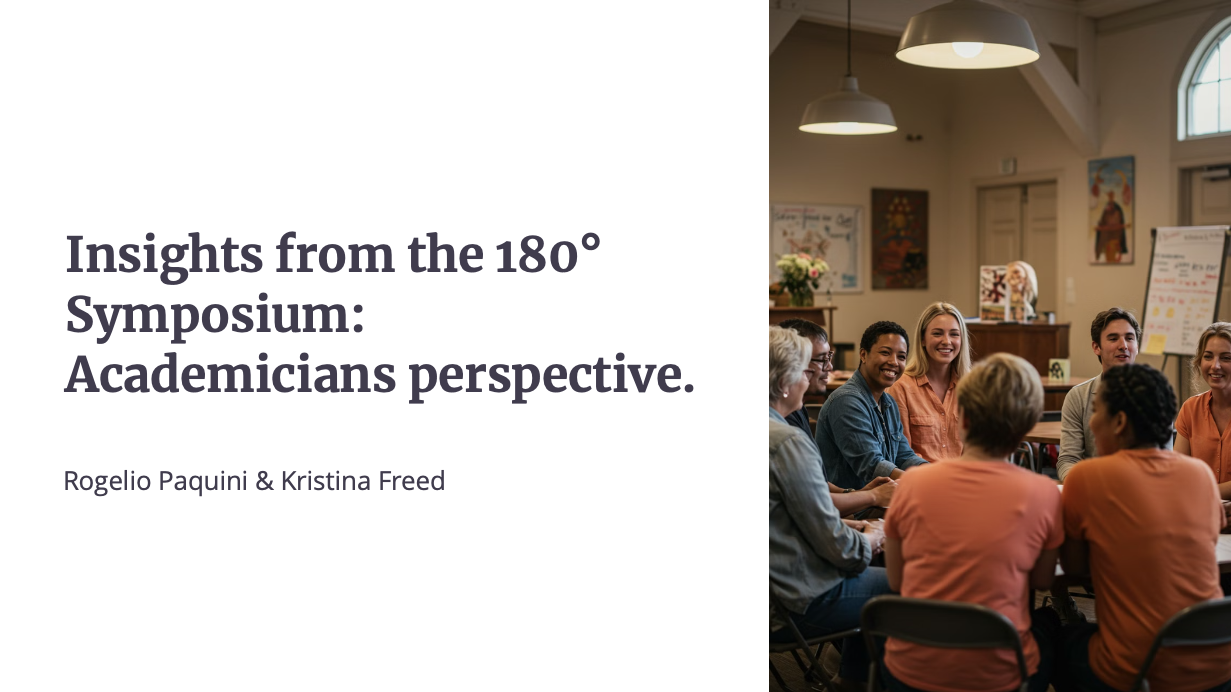 Insights from the 180°
Symposium:
Academicians perspective.
Rogelio Paquini & Kristina Freed